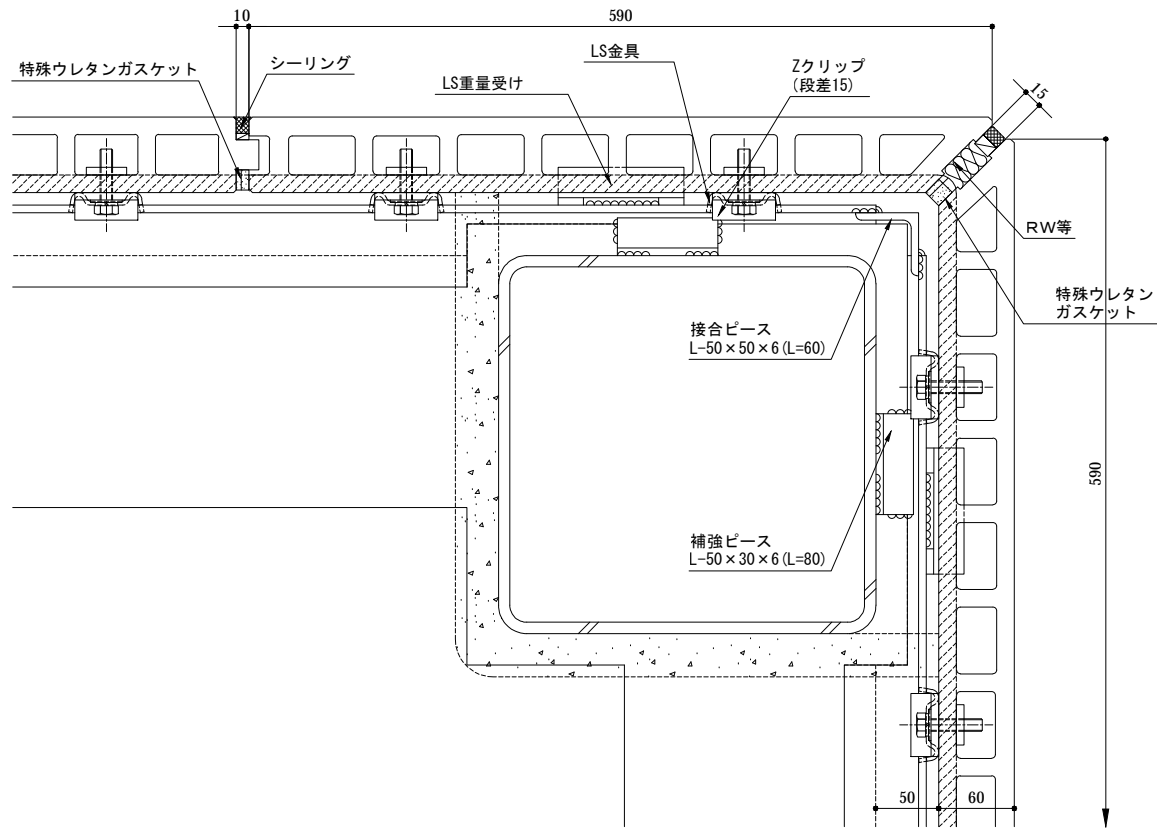 10
590
特殊ウレタンガスケット
シーリング
LS重量受け
LS金具
Zクリップ
(段差15)
15
RW等
特殊ウレタン
ガスケット
接合ピース
L-50×50×6(L=60)
590
補強ピース
L-50×30×6(L=80)
50
60